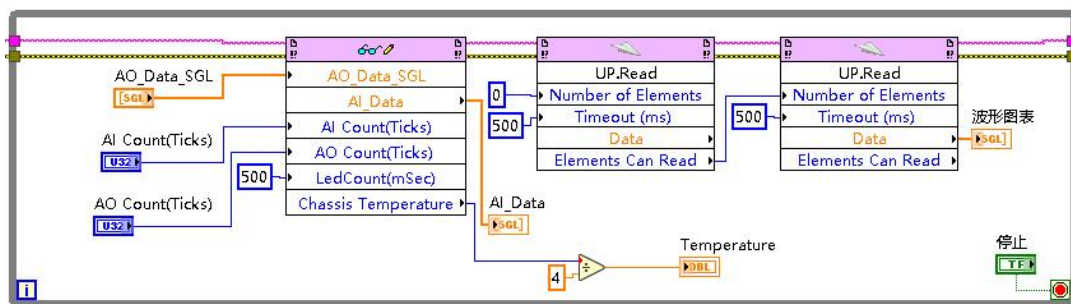 AO_Data_SGL
SGL
AI Count(Ticks)
U32
AO Count(Ticks)
U32
500
AO_Data_SGL
AI_Data
AI Count(Ticks)
AO Count(Ticks)
LedCount(mSec)
Chassis Temperature
AI_Data
SGL
4
÷
Temperature
DBL
0
500
UP.Read
Number of Elements
Timeout (ms)
Data
Elements Can Read
500
UP.Read
Number of Elements
Timeout (ms)
Data
Elements Can Read
波形图表
SGL
停止
TF
i